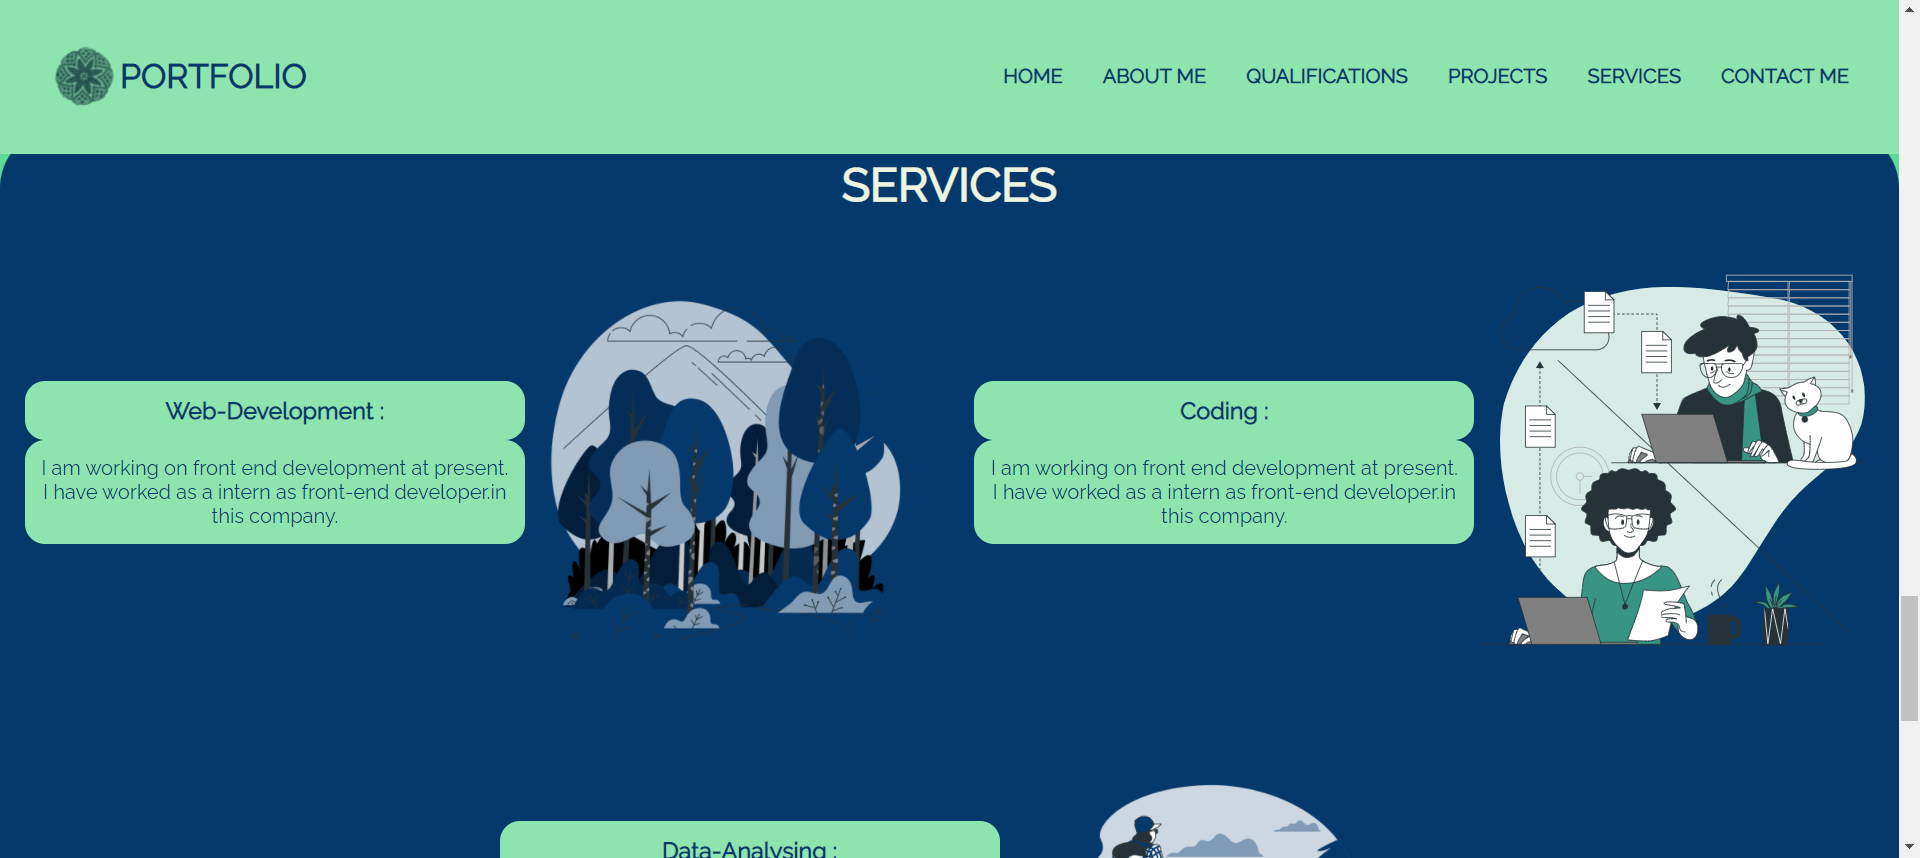 PORTFOLIO
HOME ABOUT ME QUALIFICATIONS PROJECTS SERVICES CONTACT ME
SERVICES
Web-Development :
I am working on front end development at present.
I have worked as a intern as front-end developer.in
this company.
Coding :
I am working on front end development at present.
I have worked as a intern as front-end developer.in
this company.
Data-Analysing :